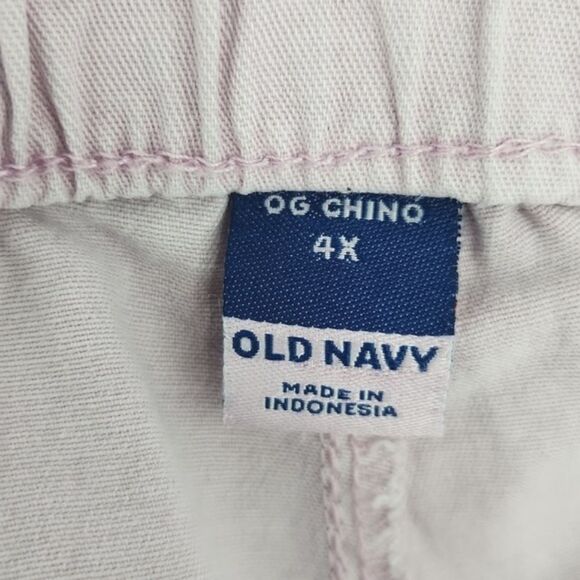 OG CHINO
4X
OLD NAVY
MADE IN
INDONESIA